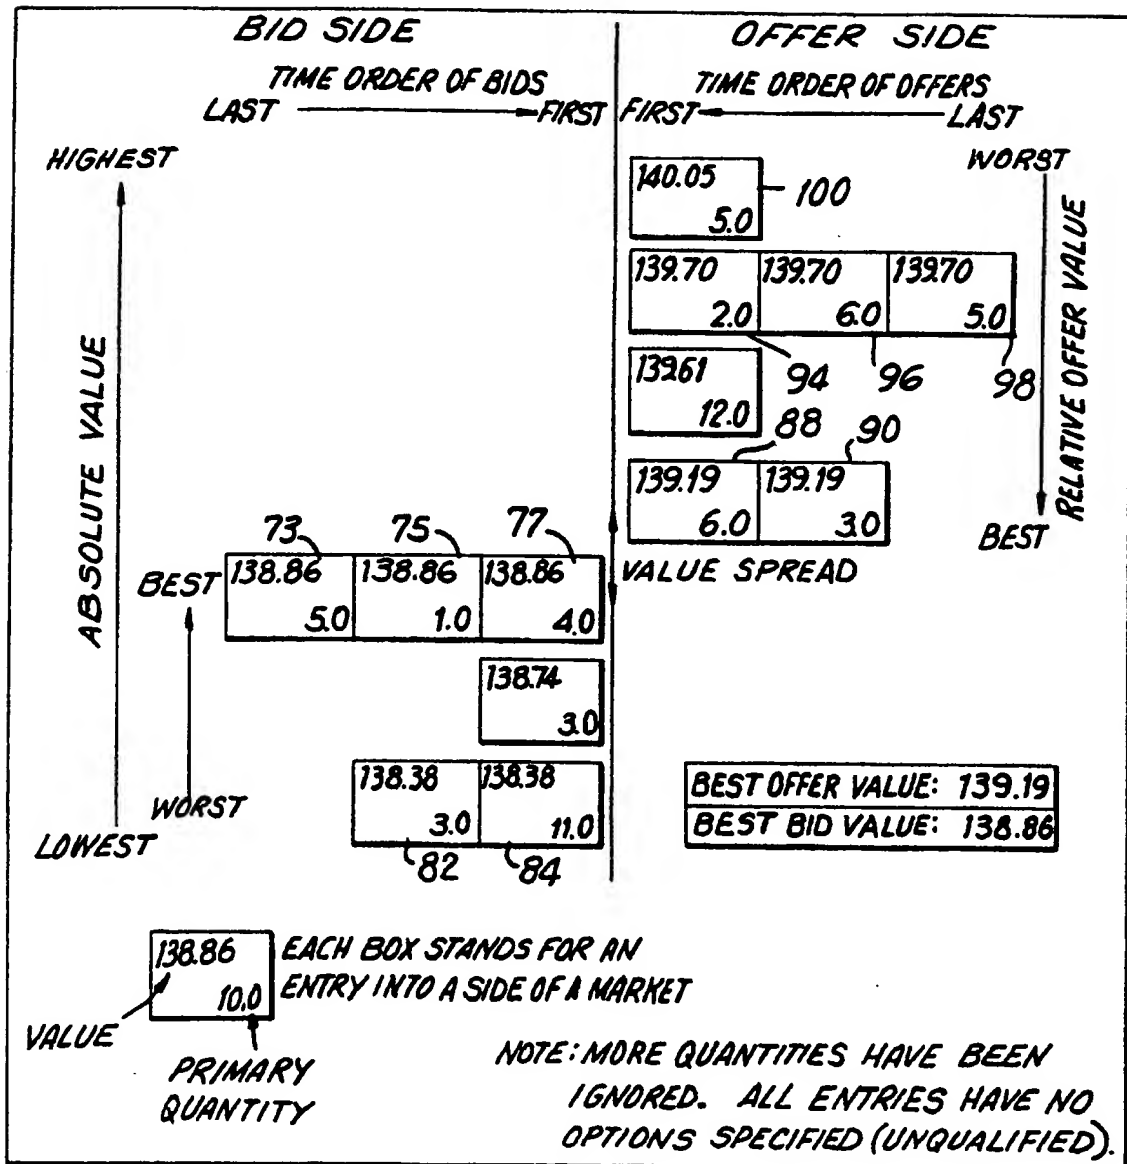 BID SIDE
OFFER SIDE
TIME ORDER OF BIDS
TIME ORDER OF OFFERS
LAST
FIRST
FIRST
LAST
HIGHEST
WORST
140.05
5.0
100
139.70
139.70
139.70
2.0
6.0
5.0
94
96
98
139.61
12.0
88
90
139.19
139.19
6.0
3.0
ABSOLUTE VALUE
RELATIVE OFFER VALUE
BEST
73
75
77
BEST
138.86
138.86
138.86
5.0
1.0
4.0
VALUE SPREAD
138.74
3.0
138.38
138.38
3.0
11.0
WORST
LOWEST
82
84
BEST OFFER VALUE: 139.19
BEST BID VALUE: 138.86
138.86
10.0
EACH BOX STANDS FOR AN
ENTRY INTO A SIDE OF A MARKET
VALUE
PRIMARY
QUANTITY
NOTE: MORE QUANTITIES HAVE BEEN
IGNORED. ALL ENTRIES HAVE NO
OPTIONS SPECIFIED (UNQUALIFIED).